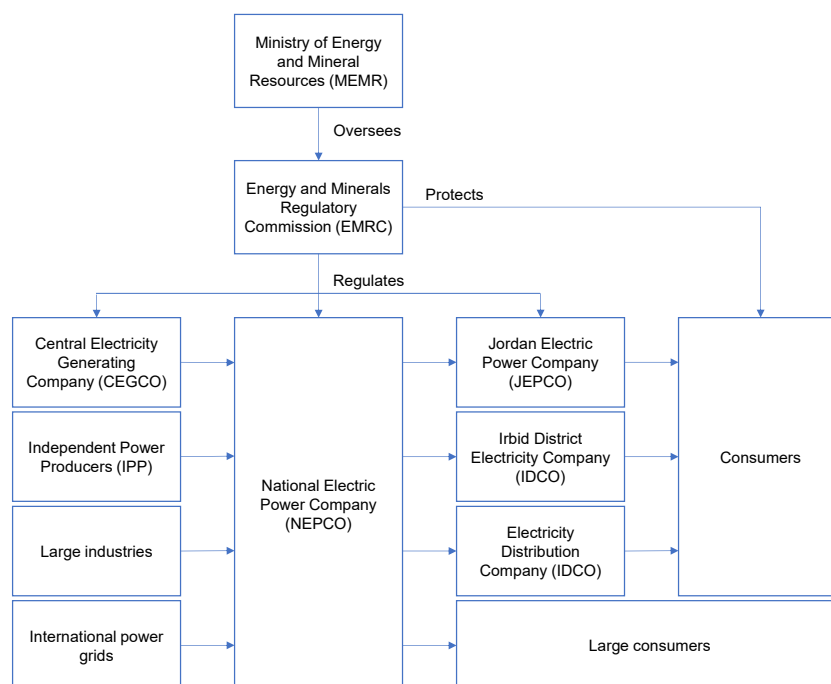 Ministry of Energy
and Mineral
Resources (MEMR)
Oversees
Energy and Minerals
Regulatory
Commission (EMRC)
Protects
Regulates
Central Electricity
Generating
Company (CEGCO)
Independent Power
Producers (IPP)
Large industries
International power
grids
National Electric
Power Company
(NEPCO)
Jordan Electric
Power Company
(JEPCO)
Irbid District
Electricity Company
(IDCO)
Electricity
Distribution
Company (IDCO)
Consumers
Large consumers